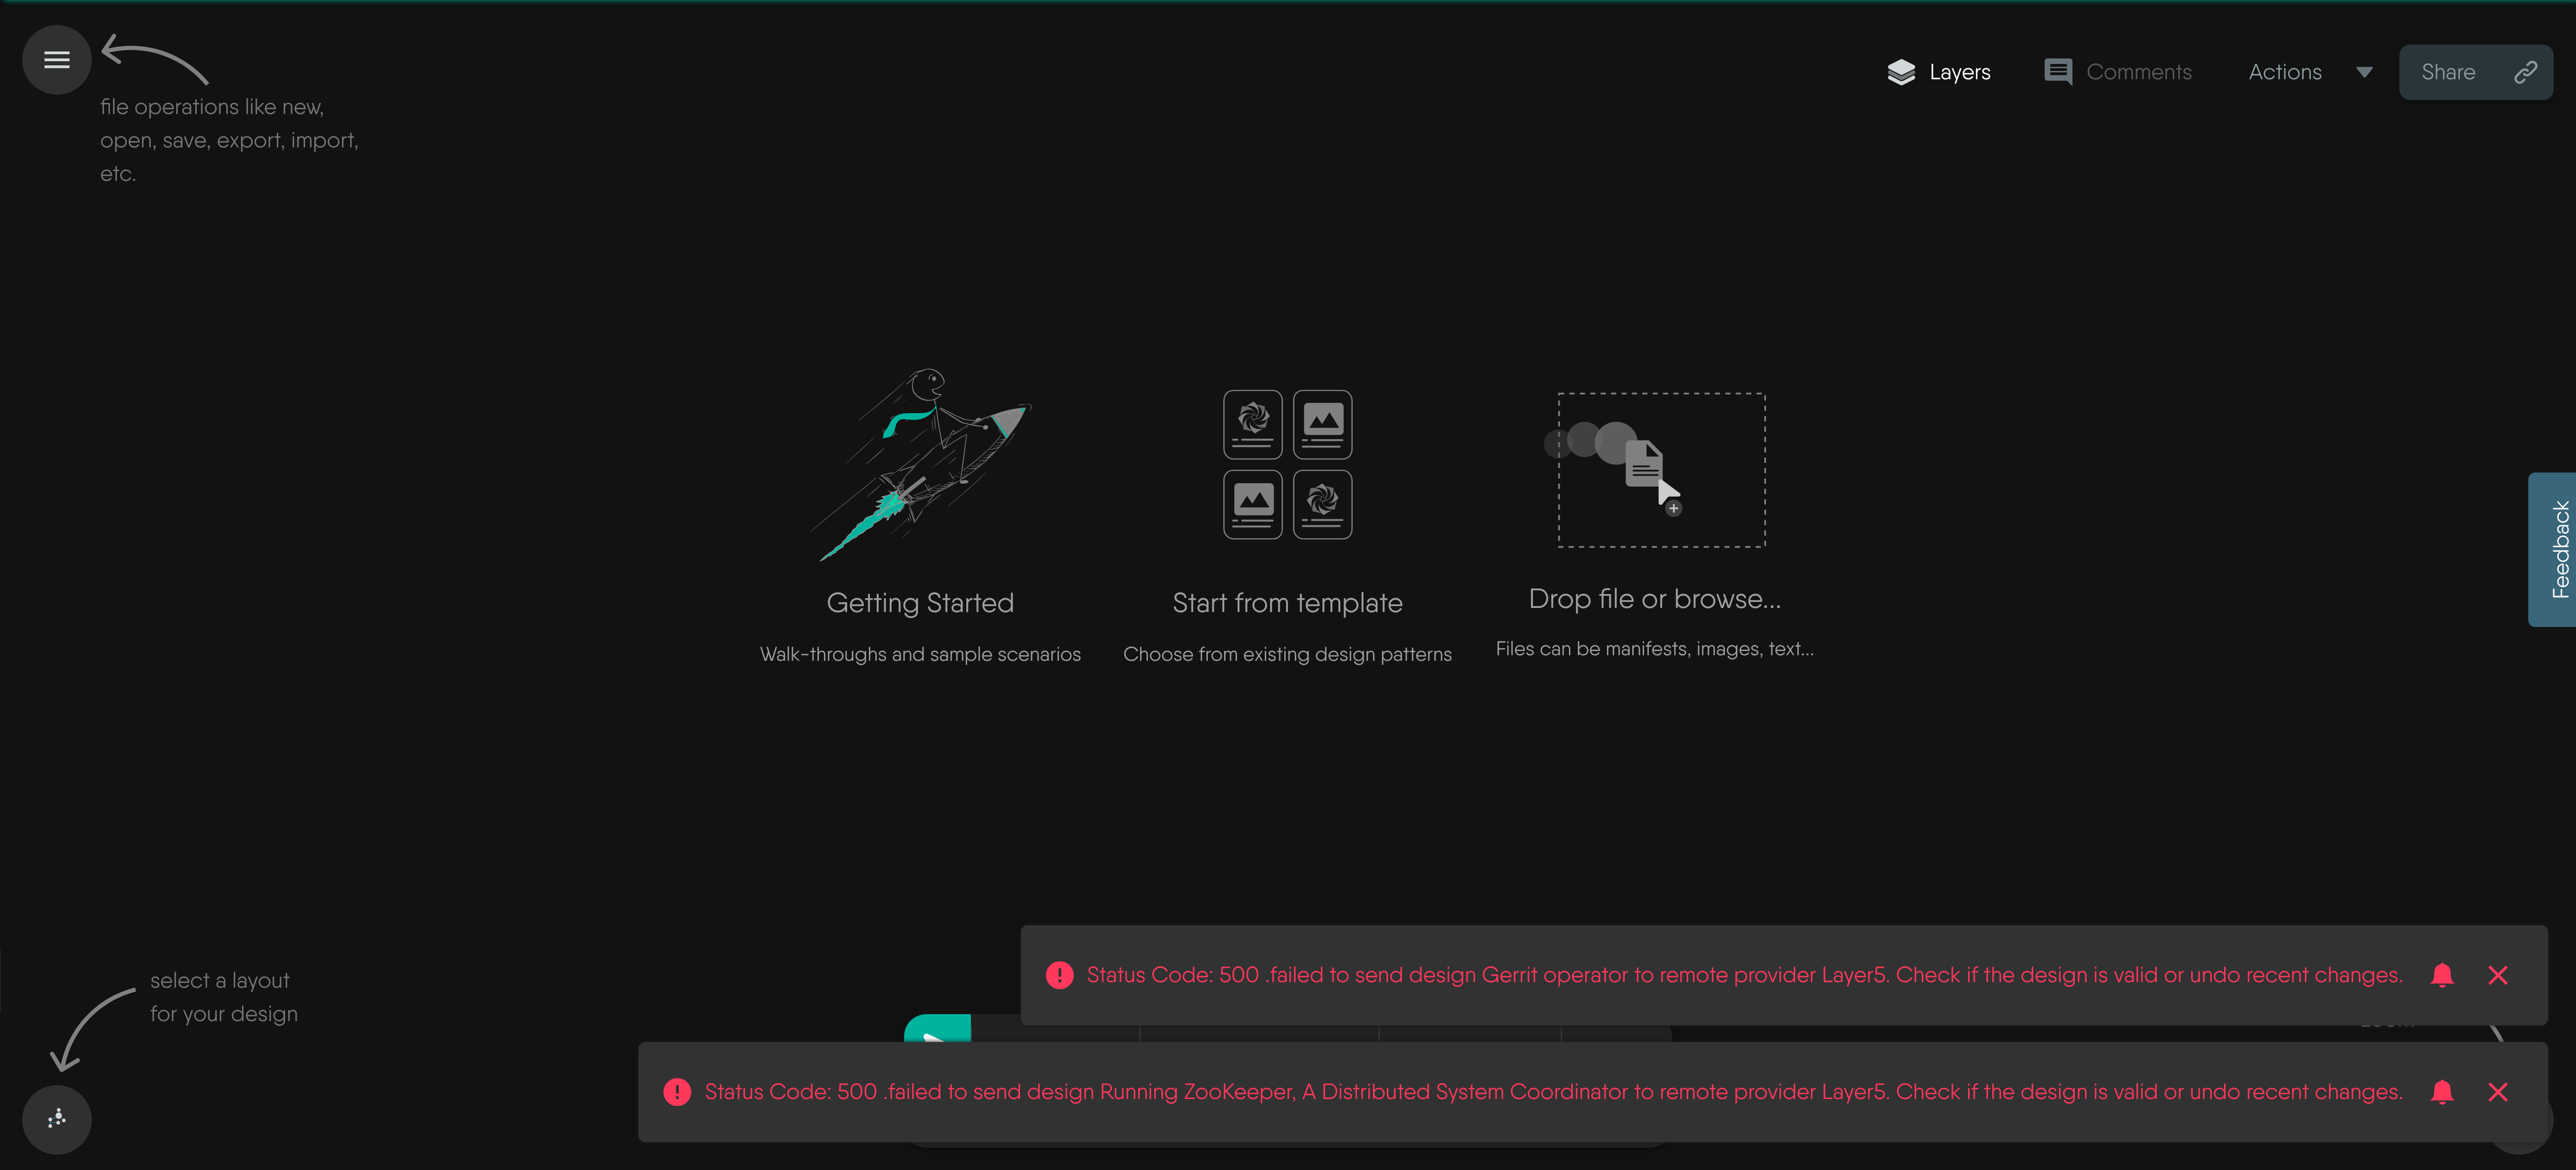 file operations like new,
open, save, export, import,
etc.
Layers
Comments
Actions
Share
Getting Started
Walk-throughs and sample scenarios
Start from template
Choose from existing design patterns
Drop file or browse...
Files can be manifests, images, text...
Feedback
select a layout
for your design
Status Code: 500 .failed to send design Gerrit operator to remote provider Layer5. Check if the design is valid or undo recent changes.
Status Code: 500 .failed to send design Running ZooKeeper, A Distributed System Coordinator to remote provider Layer5. Check if the design is valid or undo recent changes.